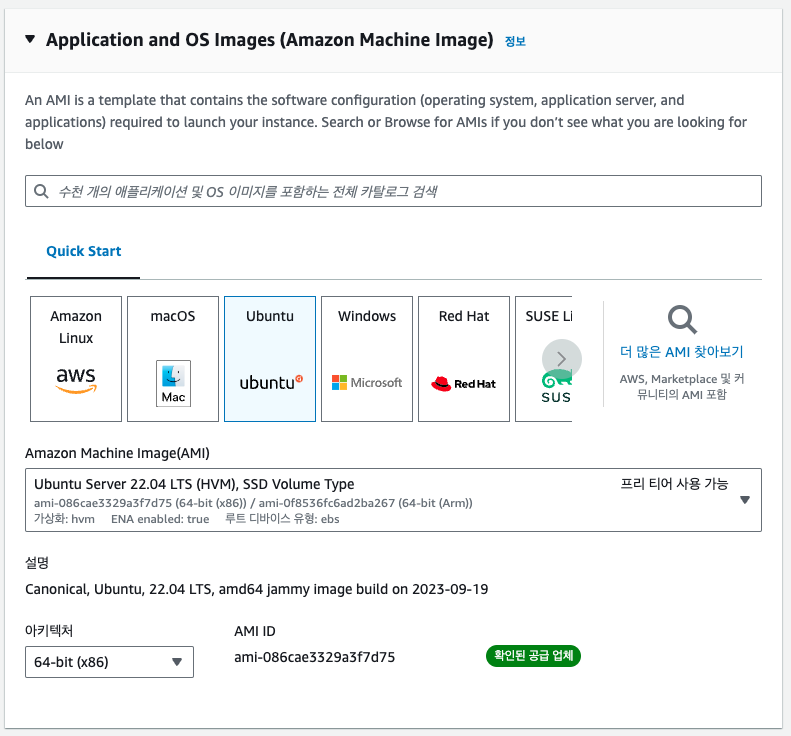 Application and OS Images (Amazon Machine Image) 정보
An AMI is a template that contains the software configuration (operating system, application server, and
applications) required to launch your instance. Search or Browse for AMIs if you don’t see what you are looking for
below
수천 개의 애플리케이션 및 OS 이미지를 포함하는 전체 카탈로그 검색
Quick Start
Amazon
Linux
aws
macOS
Mac
Ubuntu
ubuntu
Windows
Microsoft
Red Hat
Red Hat
SUSE Li
SUS
더 많은 AMI 찾아보기
AWS, Marketplace 및 커
뮤니티의 AMI 포함
Amazon Machine Image(AMI)
Ubuntu Server 22.04 LTS (HVM), SSD Volume Type 프리 티어 사용 가능
ami-086cae3329a3f7d75 (64-bit (x86)) / ami-0f8536fc6ad2ba267 (64-bit (Arm))
가상화: hvm ENA enabled: true 루트 디바이스 유형: ebs
설명
Canonical, Ubuntu, 22.04 LTS, amd64 jammy image build on 2023-09-19
아키텍처 AMI ID
64-bit (x86) ami-086cae3329a3f7d75 확인된 공급 업체